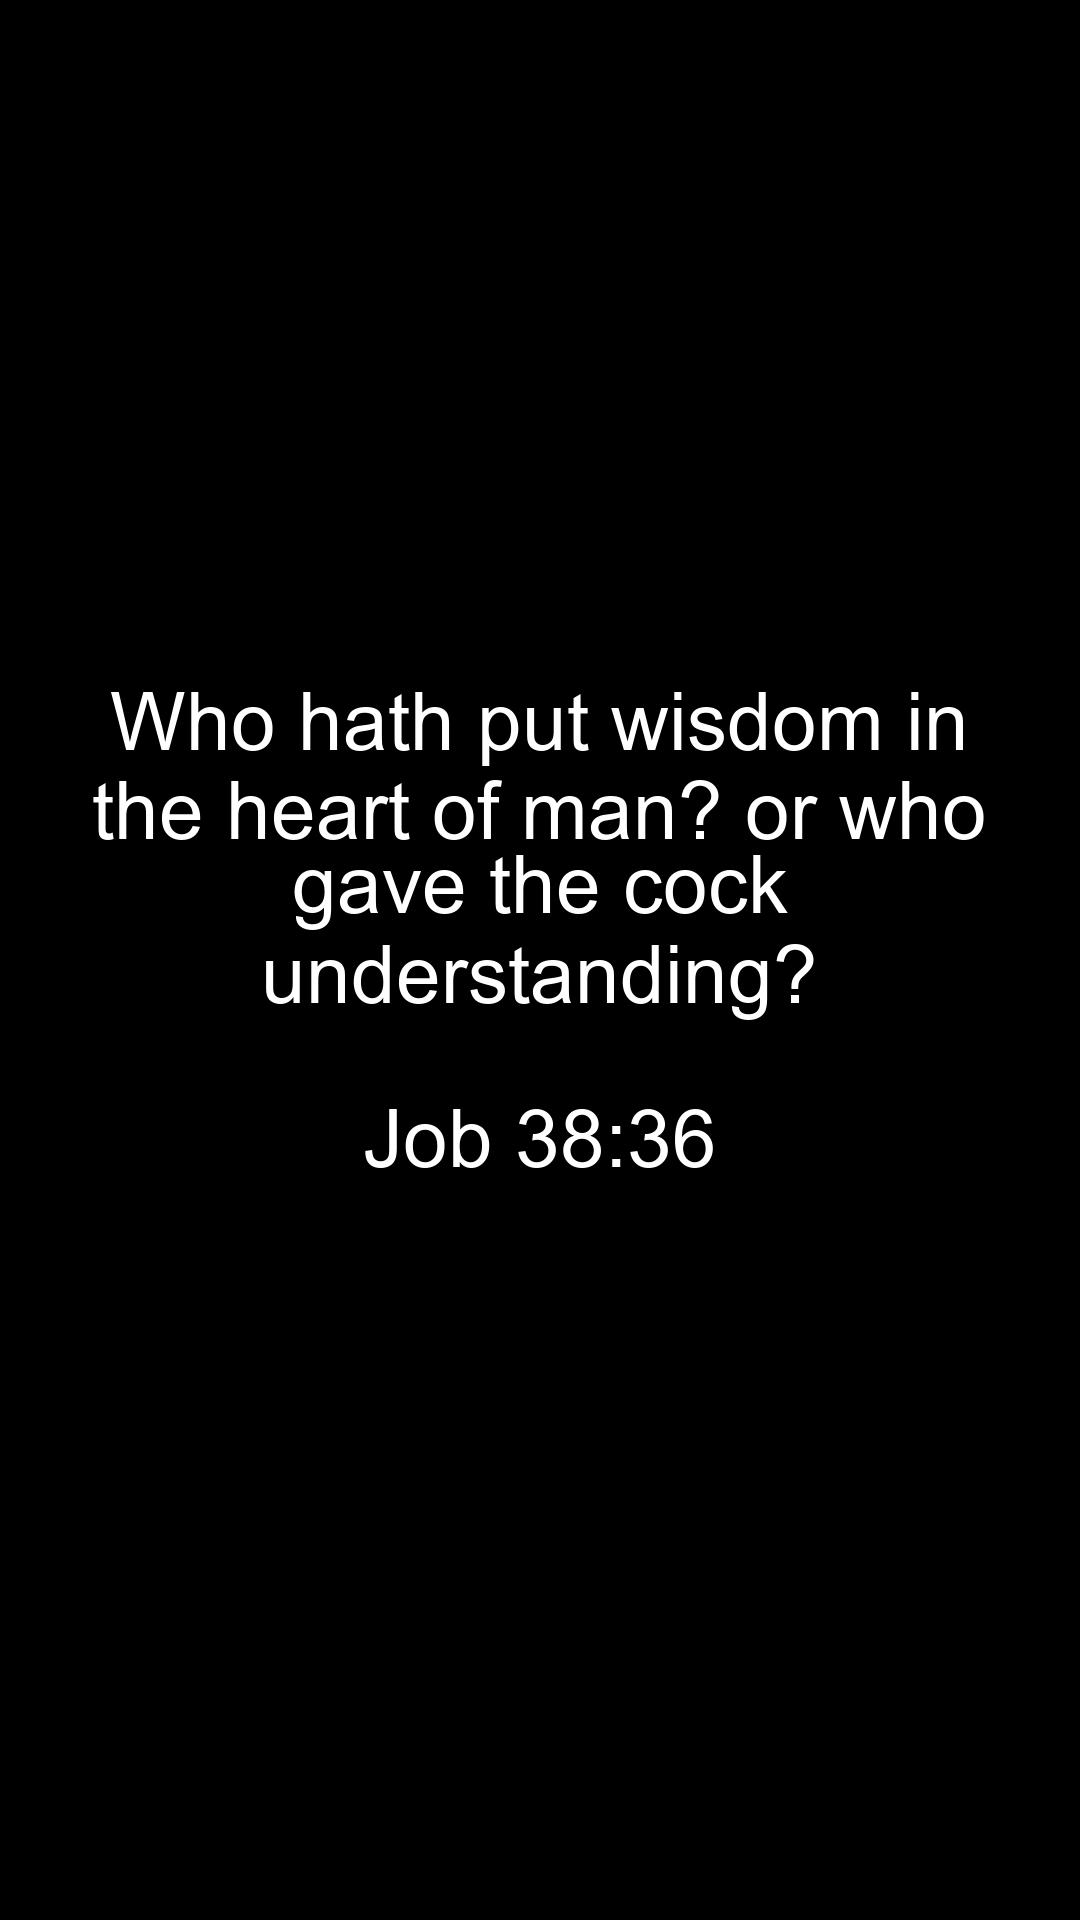 Who hath put wisdom in
the heart of man? or who
gave the cock
understanding?
Job 38:36